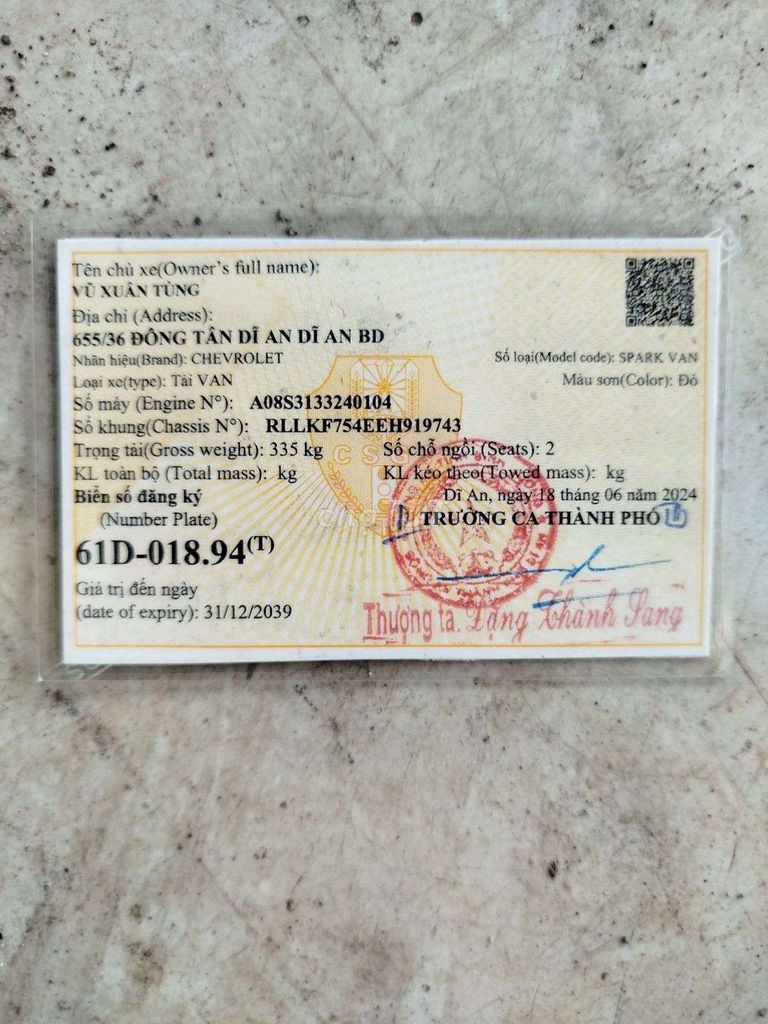 Tên chủ xe(Owner's full name):
VŨ XUÂN TÙNG
Địa chỉ (Address):
655/36 ĐÔNG TÂN DĨ AN DĨ AN BD
Nhãn hiệu(Brand): CHEVROLET Số loại(Model code): SPARK VAN
Loại xe(type): Tải VAN Màu sơn(Color): Đỏ
Số máy (Engine N°): A08S3133240104
Số khung(Chassis N°): RLLKF754EEH919743
Trọng tải(Gross weight): 335 kg Số chỗ ngồi (Seats): 2
KL toàn bộ (Total mass): kg KL kéo theo(Towed mass): kg
Biển số đăng ký Dĩ An, ngày 18 tháng 06 năm 2024
(Number Plate) TRƯỞNG CA THÀNH PHỐ
61D-018.94(T)
Giá trị đến ngày
(date of expiry): 31/12/2039
Thượng tá. Đặng Thành Sang
CSGT